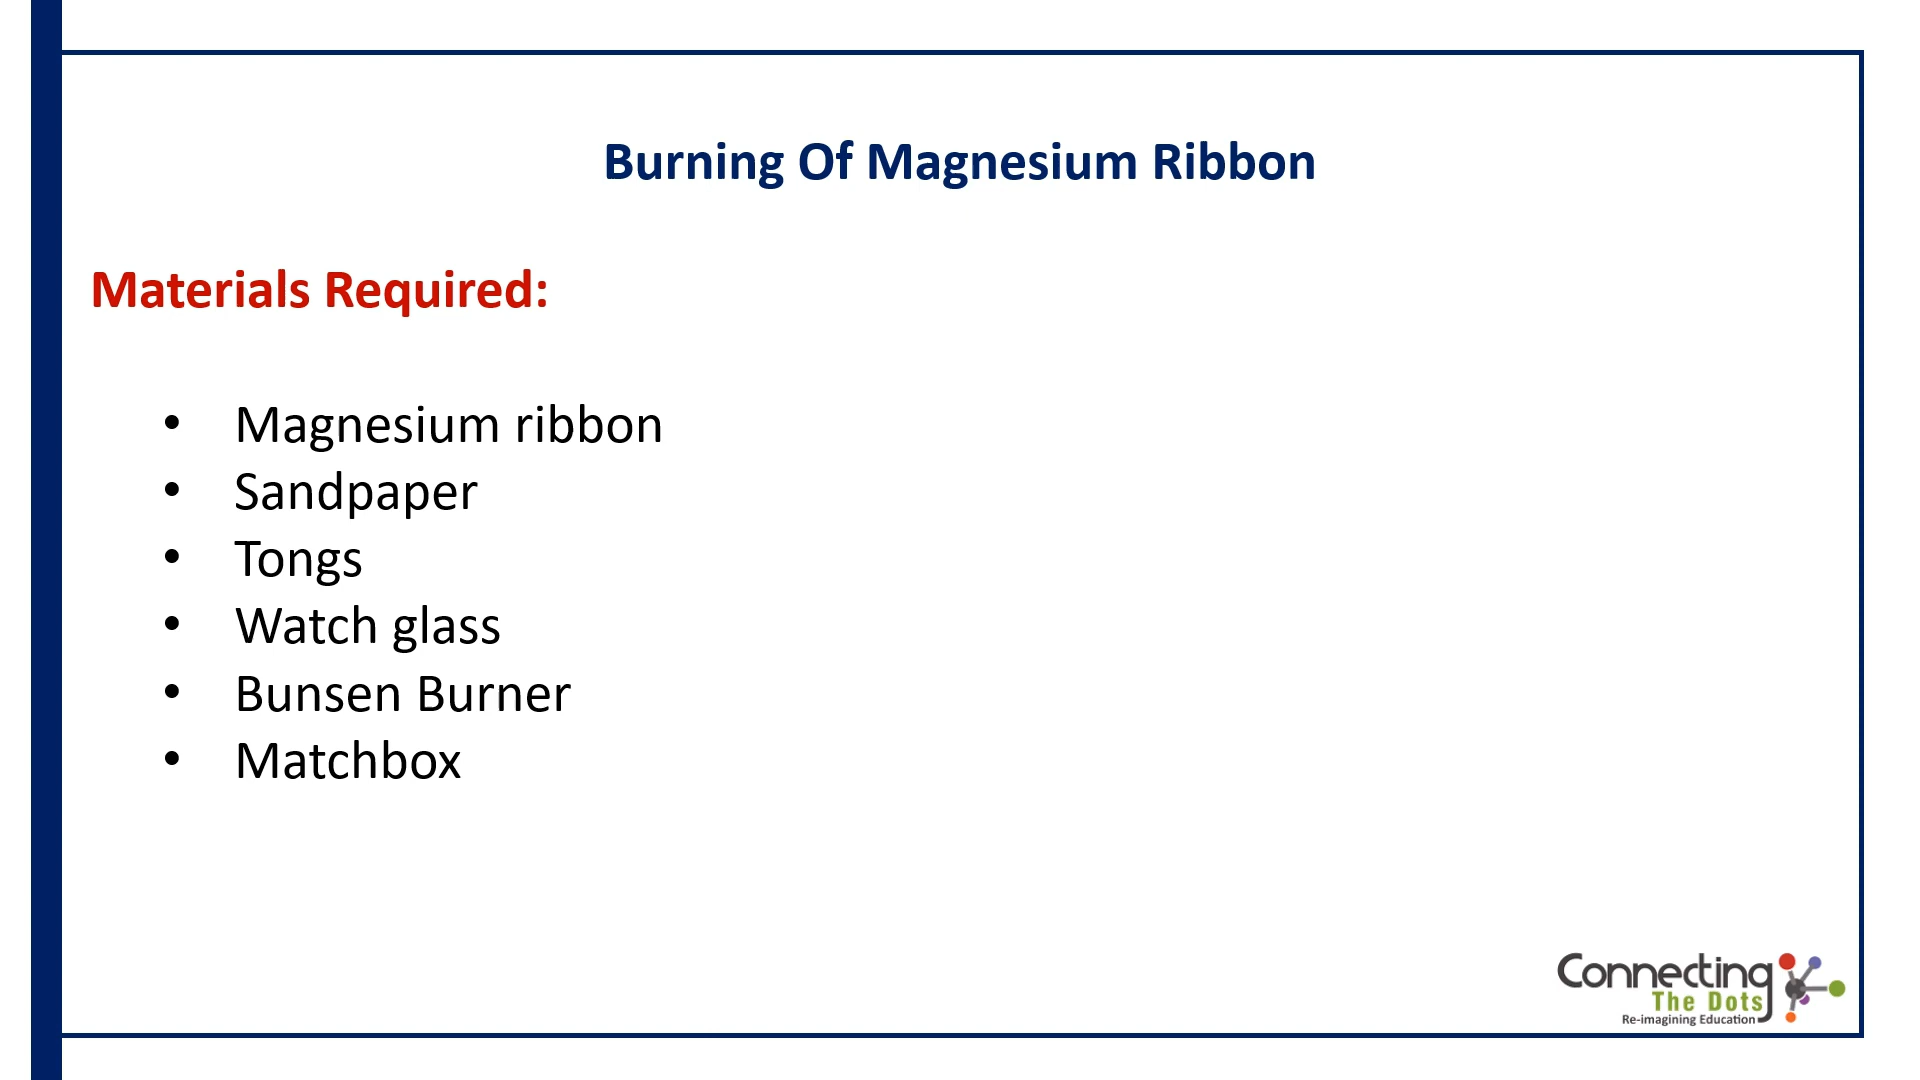 Burning Of Magnesium Ribbon
Materials Required:
• Magnesium ribbon
• Sandpaper
• Tongs
• Watch glass
• Bunsen Burner
• Matchbox
Connecting
The Dots
Re-imagining Education